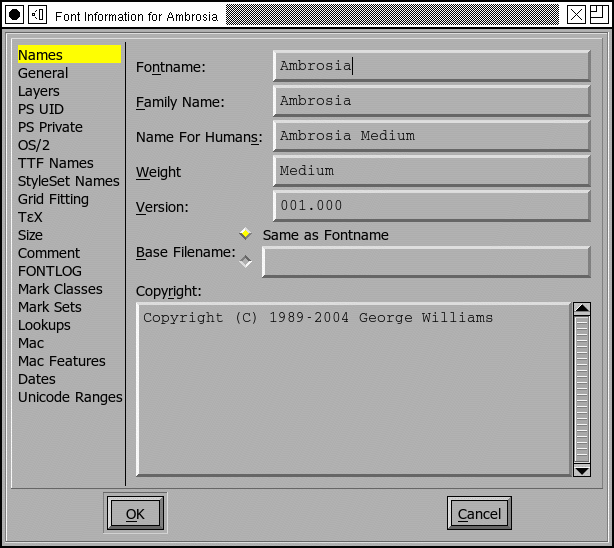 Font Information for Ambrosia
Names
General
Layers
PS UID
PS Private
OS/2
TTF Names
StyleSet Names
Grid Fitting
TεX
Size
Comment
FONTLOG
Mark Classes
Mark Sets
Lookups
Mac
Mac Features
Dates
Unicode Ranges
Fontname: Ambrosia
Family Name: Ambrosia
Name For Humans: Ambrosia Medium
Weight Medium
Version: 001.000
Same as Fontname
Base Filename:
Copyright:
Copyright (C) 1989-2004 George Williams
OK Cancel